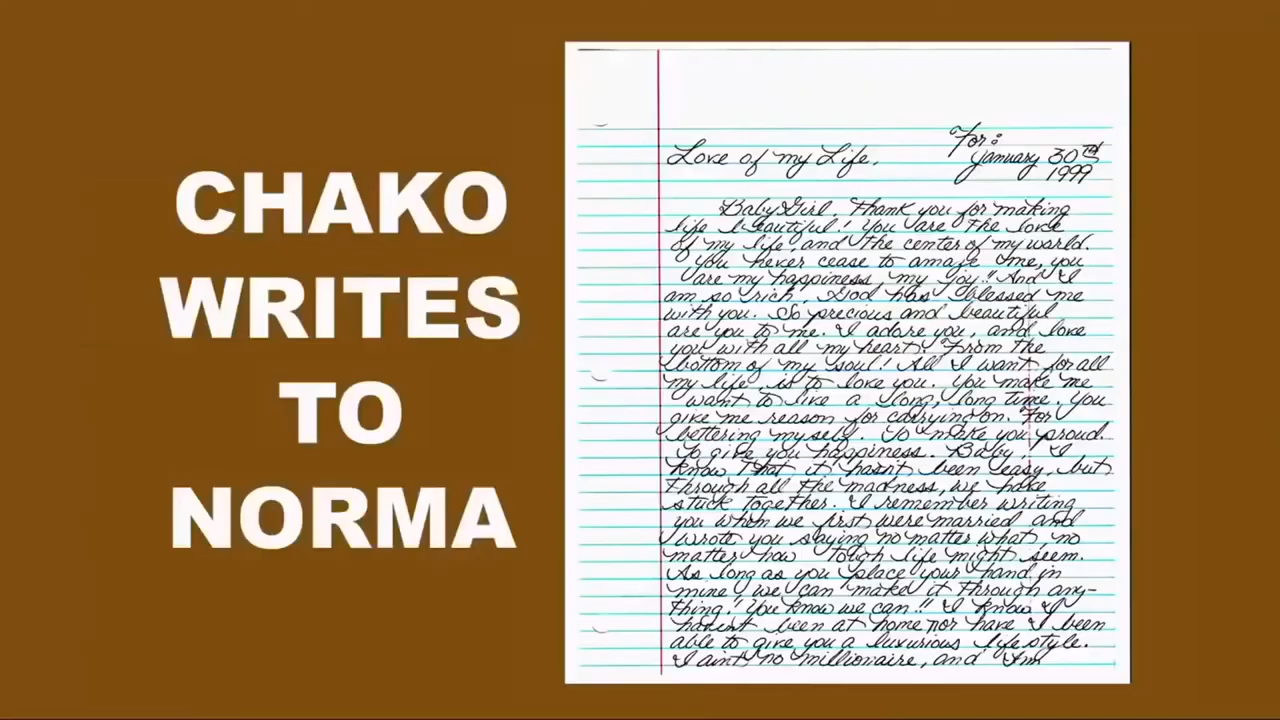 CHAKO
WRITES
TO
NORMA
For:
Love of my Life, January 30TH
1999
Baby Girl, Thank you for making
life beautiful! You are the love
of my life, and the center of my world.
You never cease to amaze me, you
are my happiness my joy!! And I
am so rich, God has blessed me
with you. So precious and beautiful
are you to me. I adore you, and love
you with all my heart! From the
bottom of my soul! All I want for all
my life, is to love you. You make me
want to live a long, long time. You
give me reason for carrying on. For
bettering myself. To make you proud.
To give you happiness. Baby, I
know that it hasn't been easy, but
through all the madness, we have
stuck together. I remember writing
you when we first were married and
I wrote you saying no matter what, no
matter how tough life might seem.
As long as you place your hand in
mine we can make it through any-
thing! You know we can!! I know I
haven't been at home nor have I been
able to give you a luxurious life style.
I ain't no millionaire, and I'm